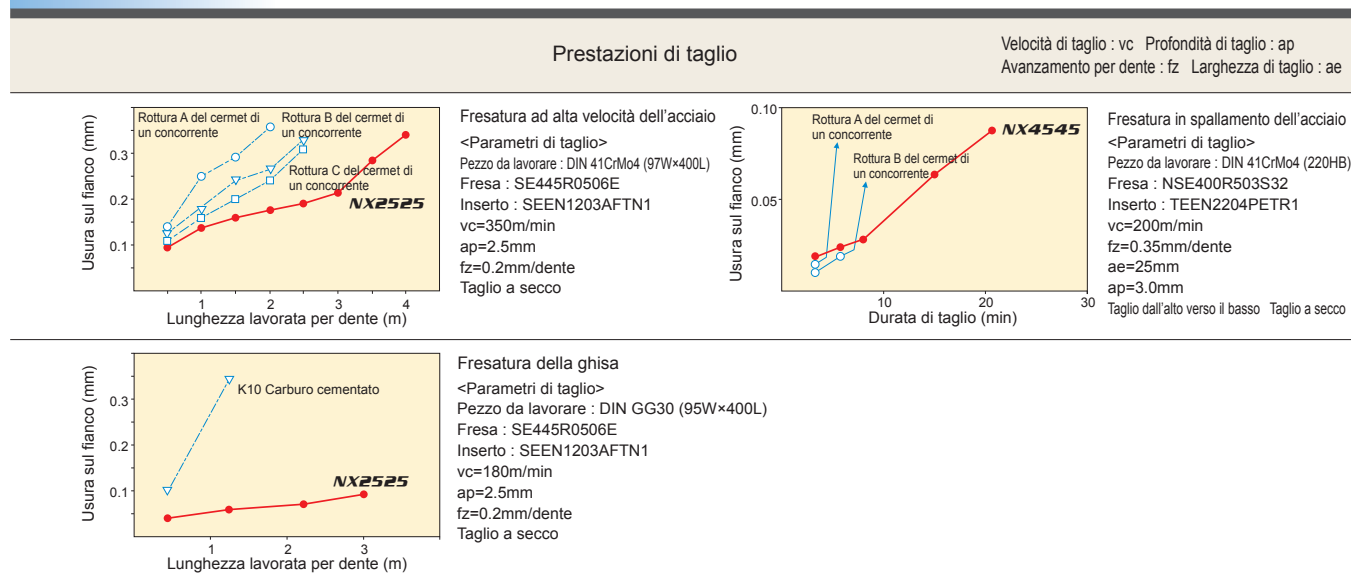 Prestazioni di taglio
Velocità di taglio : vc Profondità di taglio : ap
Avanzamento per dente : fz Larghezza di taglio : ae
Usura sul fianco (mm)
0.3
0.2
0.1
Rottura A del cermet di
un concorrente
Rottura B del cermet di
un concorrente
Rottura C del cermet di
un concorrente
NX2525
1 2 3 4
Lunghezza lavorata per dente (m)
Fresatura ad alta velocità dell'acciaio
<Parametri di taglio>
Pezzo da lavorare : DIN 41CrMo4 (97W×400L)
Fresa : SE445R0506E
Inserto : SEEN1203AFTN1
vc=350m/min
ap=2.5mm
fz=0.2mm/dente
Taglio a secco
Usura sul fianco (mm)
0.10
0.05
Rottura A del cermet di
un concorrente
Rottura B del cermet di
un concorrente
NX4545
10 20 30
Durata di taglio (min)
Fresatura in spallamento dell'acciaio
<Parametri di taglio>
Pezzo da lavorare : DIN 41CrMo4 (220HB)
Fresa : NSE400R503S32
Inserto : TEEN2204PETR1
vc=200m/min
fz=0.35mm/dente
ae=25mm
ap=3.0mm
Taglio dall'alto verso il basso Taglio a secco
Usura sul fianco (mm)
0.3
0.2
0.1
K10 Carburo cementato
NX2525
1 2 3
Lunghezza lavorata per dente (m)
Fresatura della ghisa
<Parametri di taglio>
Pezzo da lavorare : DIN GG30 (95W×400L)
Fresa : SE445R0506E
Inserto : SEEN1203AFTN1
vc=180m/min
ap=2.5mm
fz=0.2mm/dente
Taglio a secco